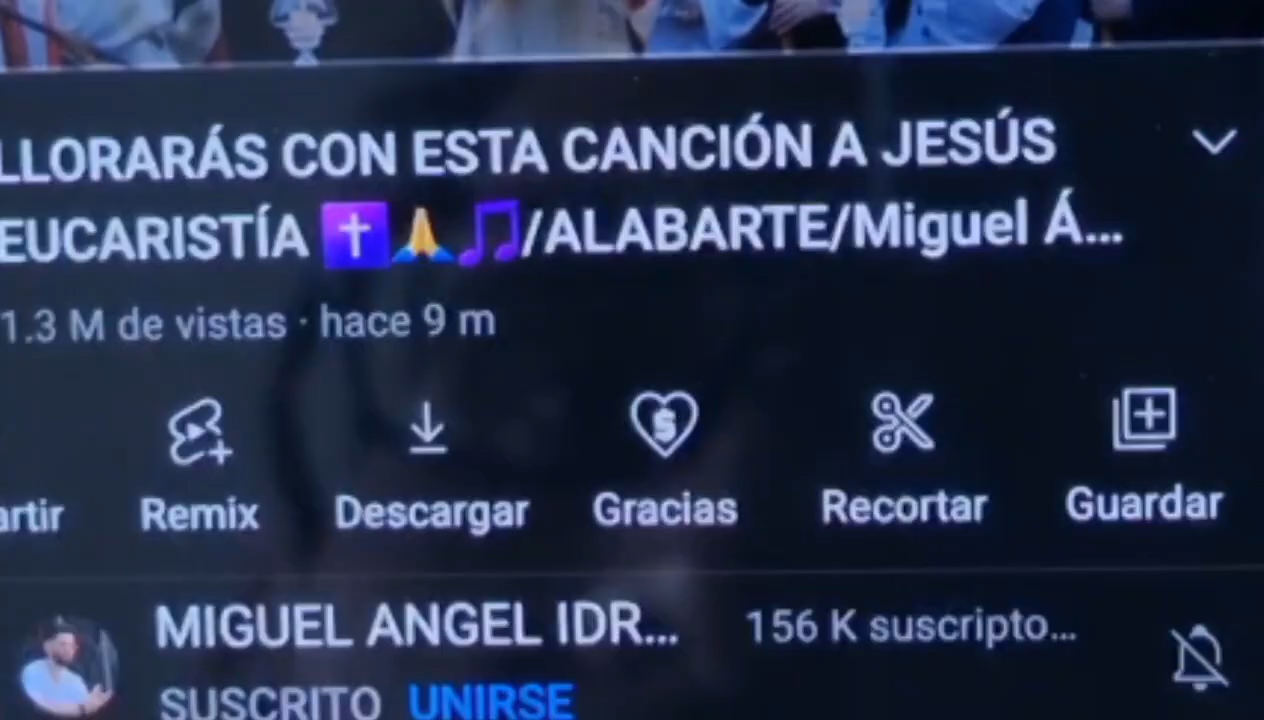 LLORARÁS CON ESTA CANCIÓN A JESÚS
EUCARISTÍA ✝️🙏🎵/ALABARTE/Miguel Á...
1.3 M de vistas · hace 9 m
artir
Remix
Descargar
Gracias
Recortar
Guardar
MIGUEL ANGEL IDR... 156 K suscripto...
SUSCRITO UNIRSE